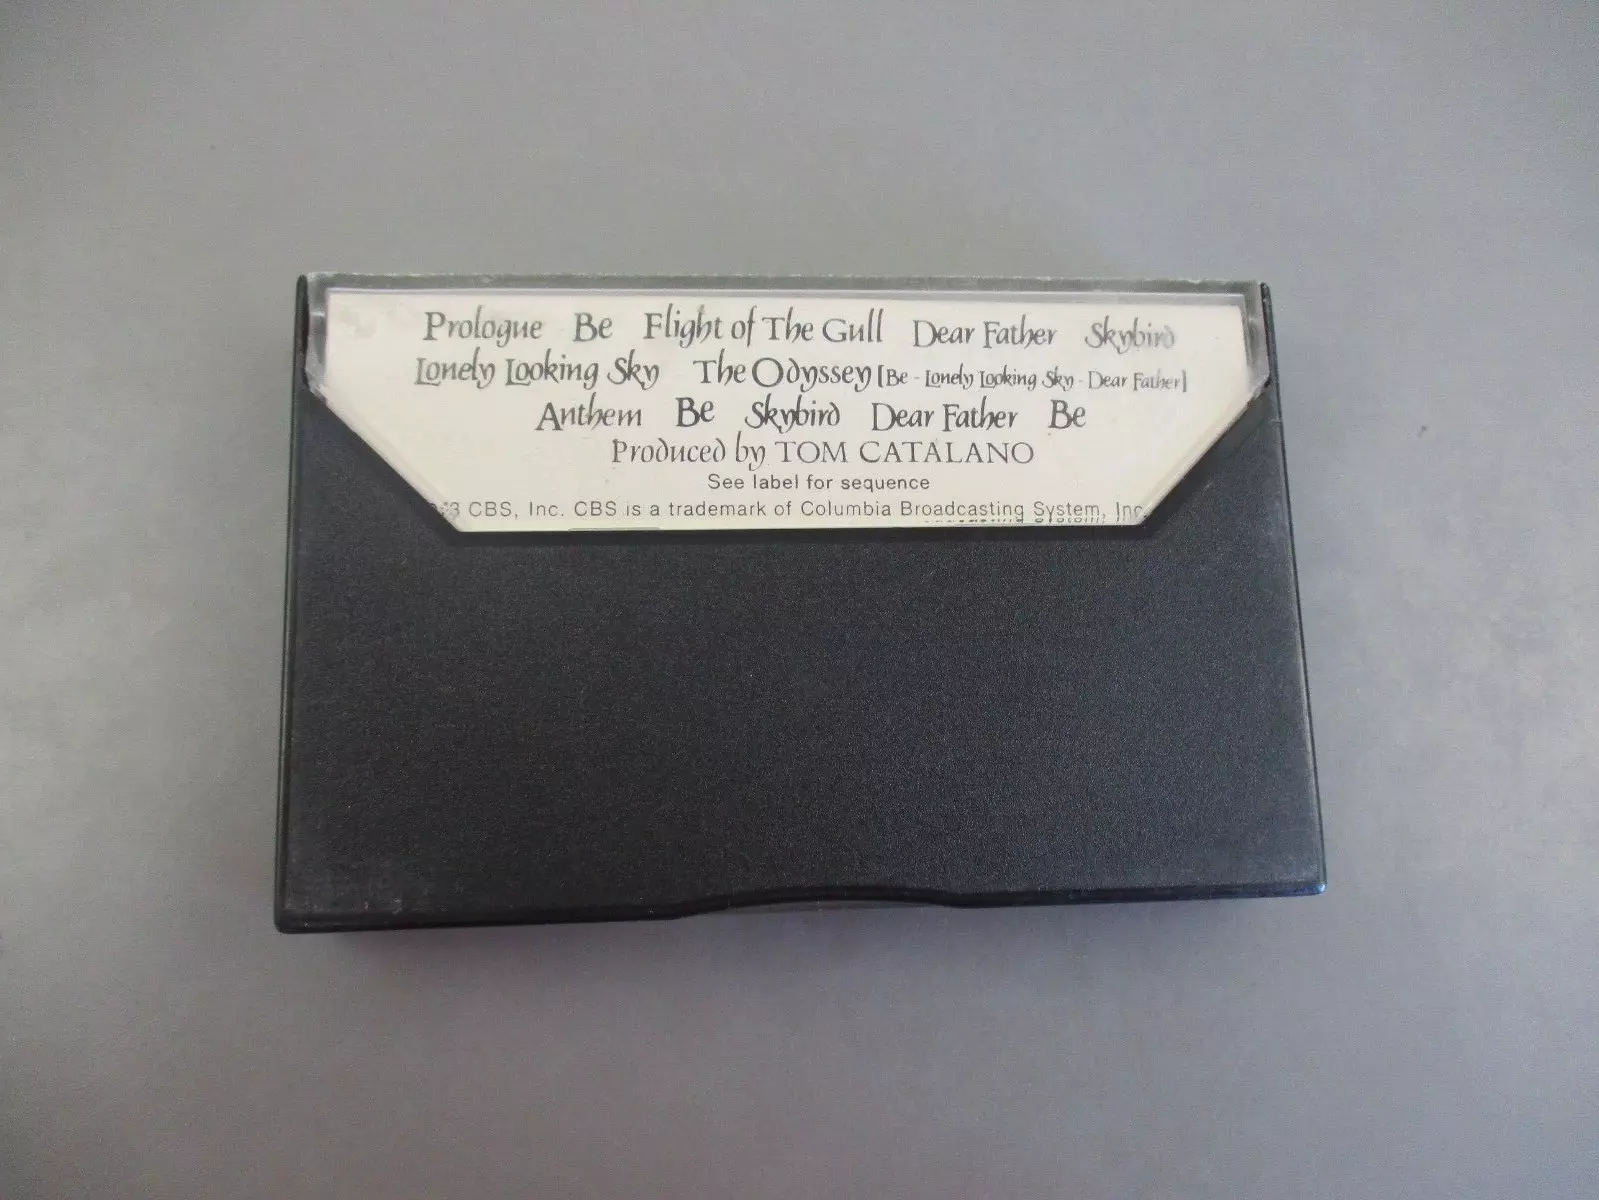 Prologue Be Flight of The Gull Dear Father Skybird
Lonely Looking Sky The Odyssey [Be - Lonely Looking Sky - Dear Father]
Anthem Be Skybird Dear Father Be
Produced by TOM CATALANO
See label for sequence
CBS, Inc. CBS is a trademark of Columbia Broadcasting System, Inc